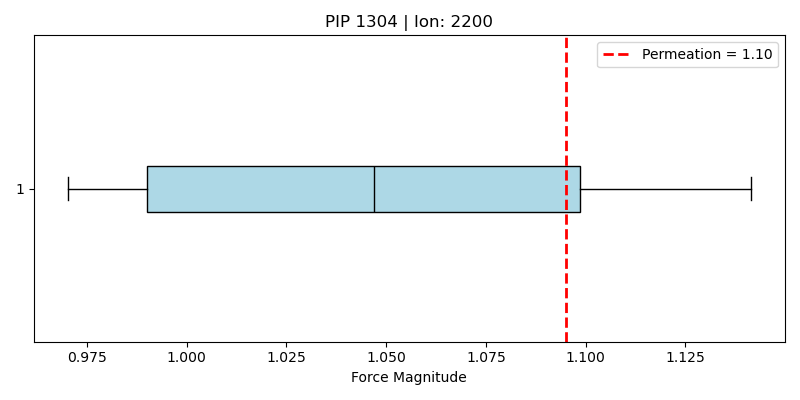 PIP 1304 | Ion: 2200
Permeation = 1.10
1
0.975 1.000 1.025 1.050 1.075 1.100 1.125
Force Magnitude